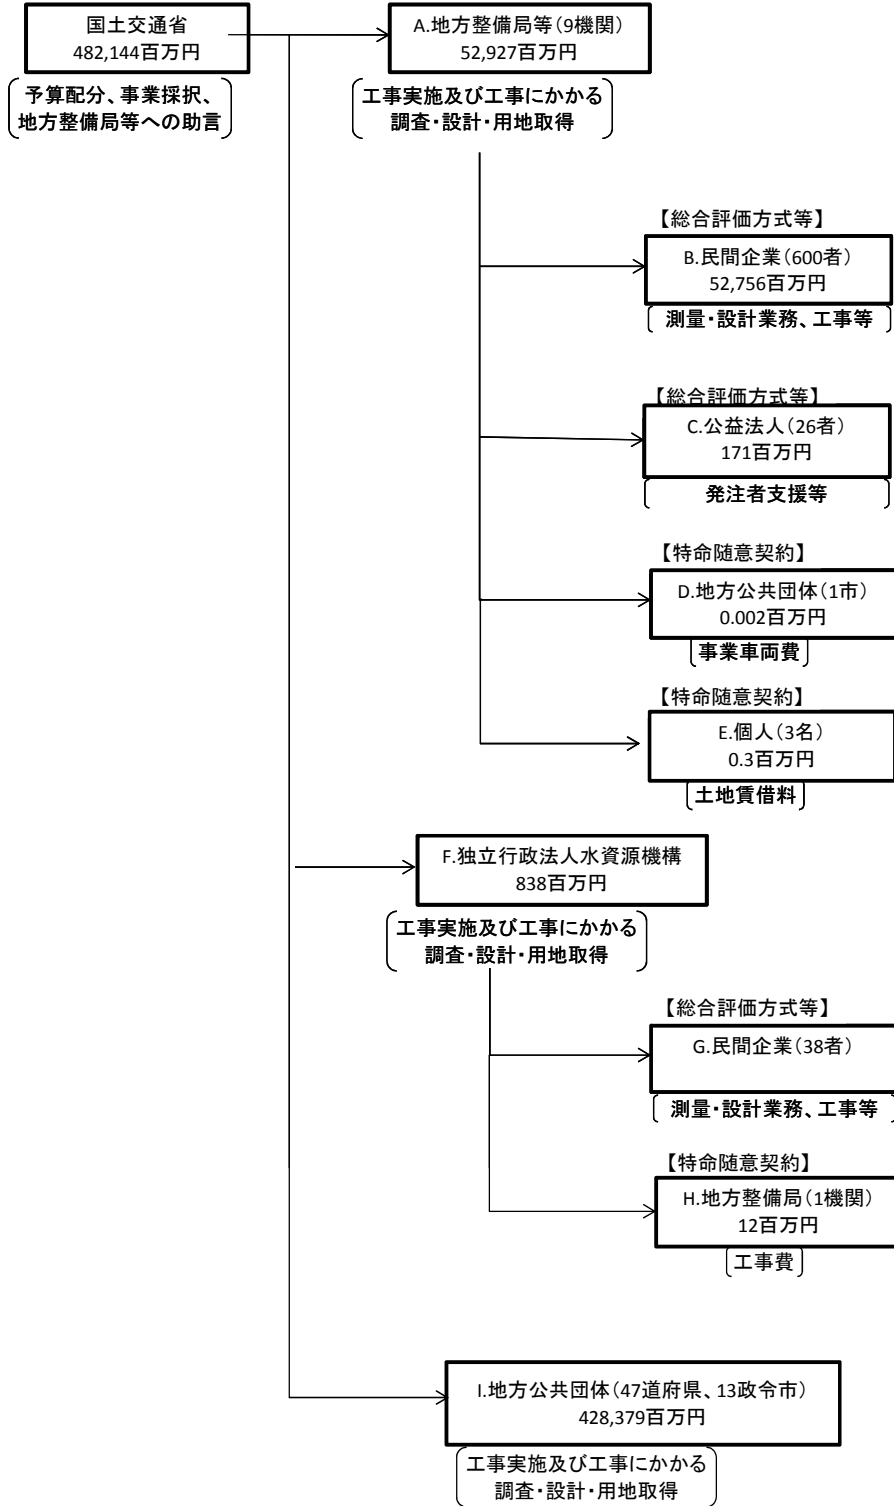 国土交通省
482,144百万円
予算配分、事業採択、
地方整備局等への助言
A.地方整備局等（9機関）
52,927百万円
工事実施及び工事にかかる
調査・設計・用地取得
【総合評価方式等】
B.民間企業（600者）
52,756百万円
測量・設計業務、工事等
【総合評価方式等】
C.公益法人（26者）
171百万円
発注者支援等
【特命随意契約】
D.地方公共団体（1市）
0.002百万円
事業車両費
【特命随意契約】
E.個人（3名）
0.3百万円
土地賃借料
F.独立行政法人水資源機構
838百万円
工事実施及び工事にかかる
調査・設計・用地取得
【総合評価方式等】
G.民間企業（38者）
測量・設計業務、工事等
【特命随意契約】
H.地方整備局（1機関）
12百万円
工事費
I.地方公共団体（47道府県、13政令市）
428,379百万円
工事実施及び工事にかかる
調査・設計・用地取得